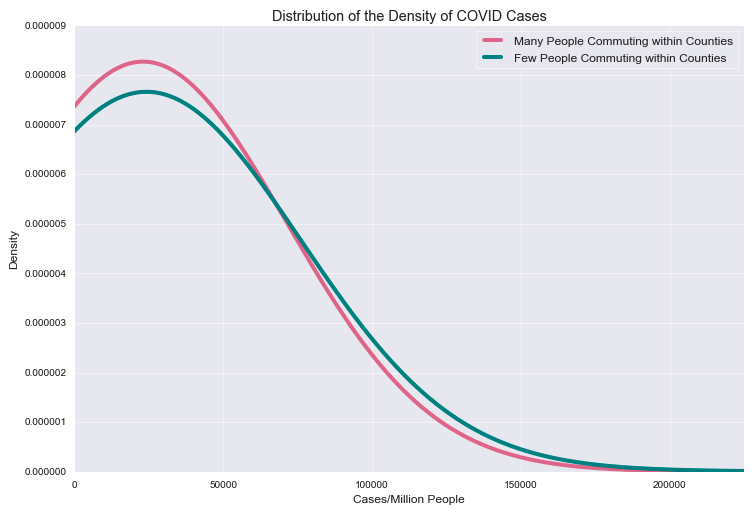 Distribution of the Density of COVID Cases
Many People Commuting within Counties
Few People Commuting within Counties
0.000009
0.000008
0.000007
0.000006
0.000005
0.000004
0.000003
0.000002
0.000001
0.000000
Density
0 50000 100000 150000 200000
Cases/Million People